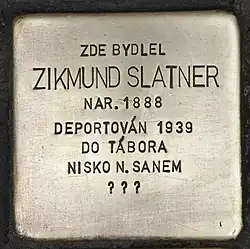 ZDE BYDLEL
ZIKMUND SLATNER
NAR. 1888
DEPORTOVÁN 1939
DO TÁBORA
NISKO N. SANEM
? ? ?